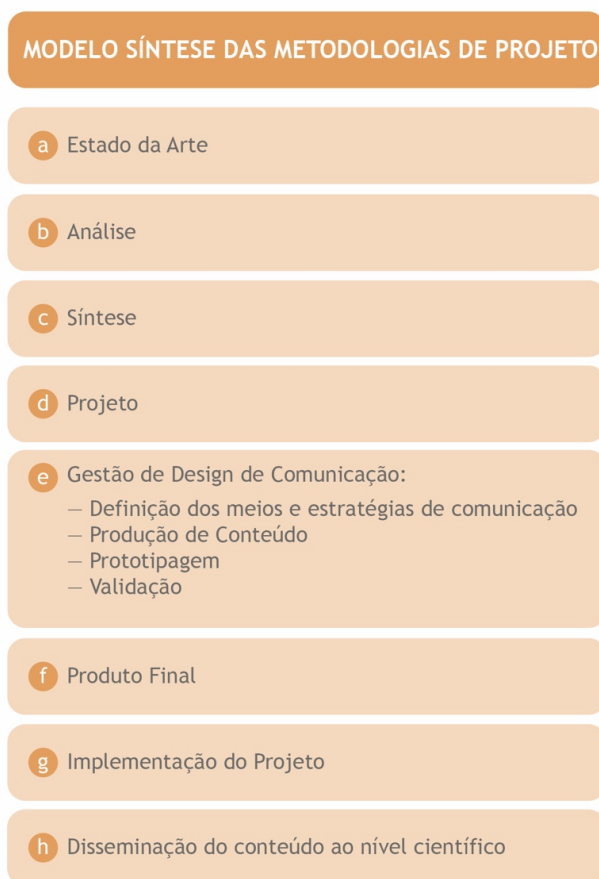 MODELO SÍNTESE DAS METODOLOGIAS DE PROJETO
a Estado da Arte
b Análise
c Síntese
d Projeto
e Gestão de Design de Comunicação:
— Definição dos meios e estratégias de comunicação
— Produção de Conteúdo
— Prototipagem
— Validação
f Produto Final
g Implementação do Projeto
h Disseminação do conteúdo ao nível científico